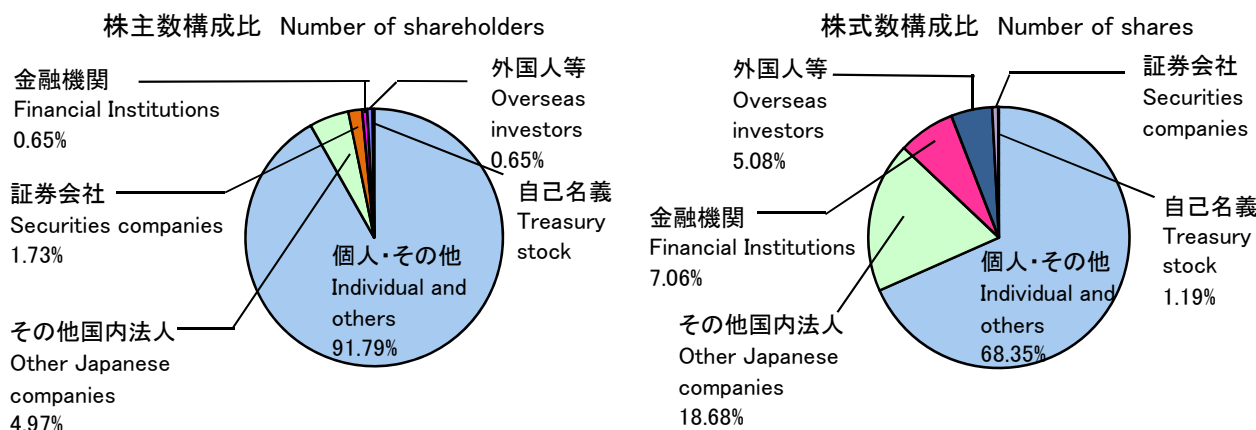 株主数構成比 Number of shareholders
金融機関
Financial Institutions
0.65%
外国人等
Overseas
investors
0.65%
証券会社
Securities companies
1.73%
自己名義
Treasury
stock
個人・その他
Individual and
others
91.79%
その他国内法人
Other Japanese
companies
4.97%
株式数構成比 Number of shares
外国人等
Overseas
investors
5.08%
証券会社
Securities
companies
金融機関
Financial Institutions
7.06%
自己名義
Treasury
stock
1.19%
個人・その他
Individual and
others
68.35%
その他国内法人
Other Japanese
companies
18.68%